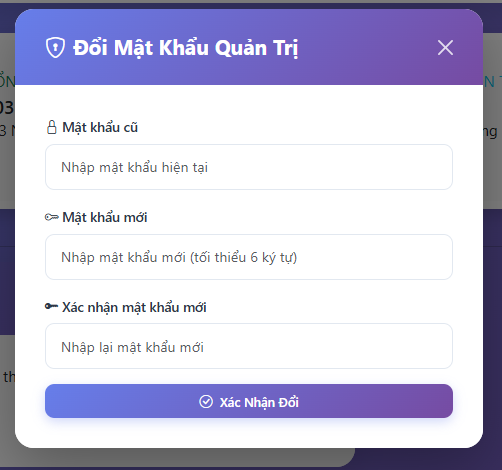 Đổi Mật Khẩu Quản Trị
Mật khẩu cũ
Nhập mật khẩu hiện tại
Mật khẩu mới
Nhập mật khẩu mới (tối thiểu 6 ký tự)
Xác nhận mật khẩu mới
Nhập lại mật khẩu mới
Xác Nhận Đổi